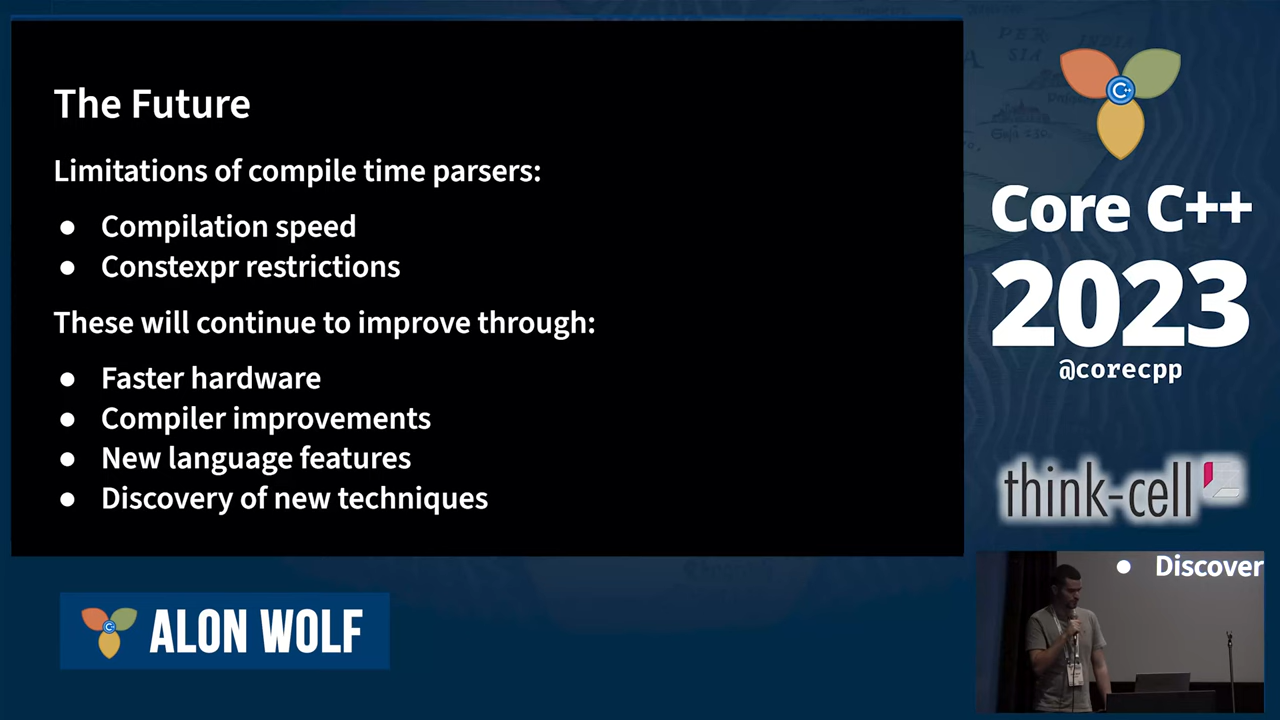 The Future
Limitations of compile time parsers:
● Compilation speed
● Constexpr restrictions
These will continue to improve through:
● Faster hardware
● Compiler improvements
● New language features
● Discovery of new techniques
C++
Core C++
2023
@corecpp
think-cell
● Discover
C++
ALON WOLF